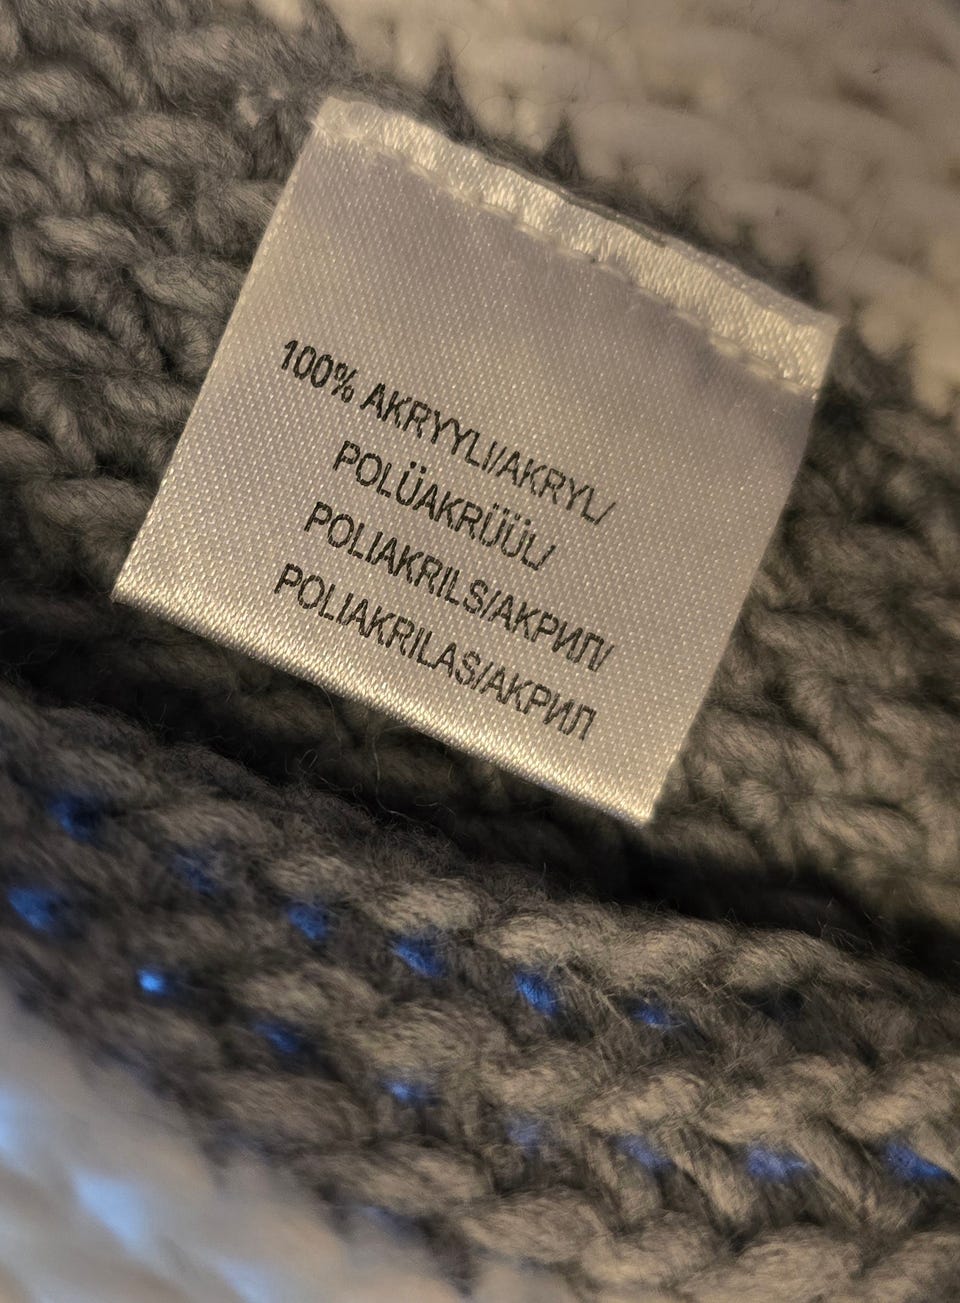 100% AKRYYLI/AKRYL/
POLÜAKRÜÜL/
POLIAKRILS/АКРИЛ/
POLIAKRILAS/АКРИЛ